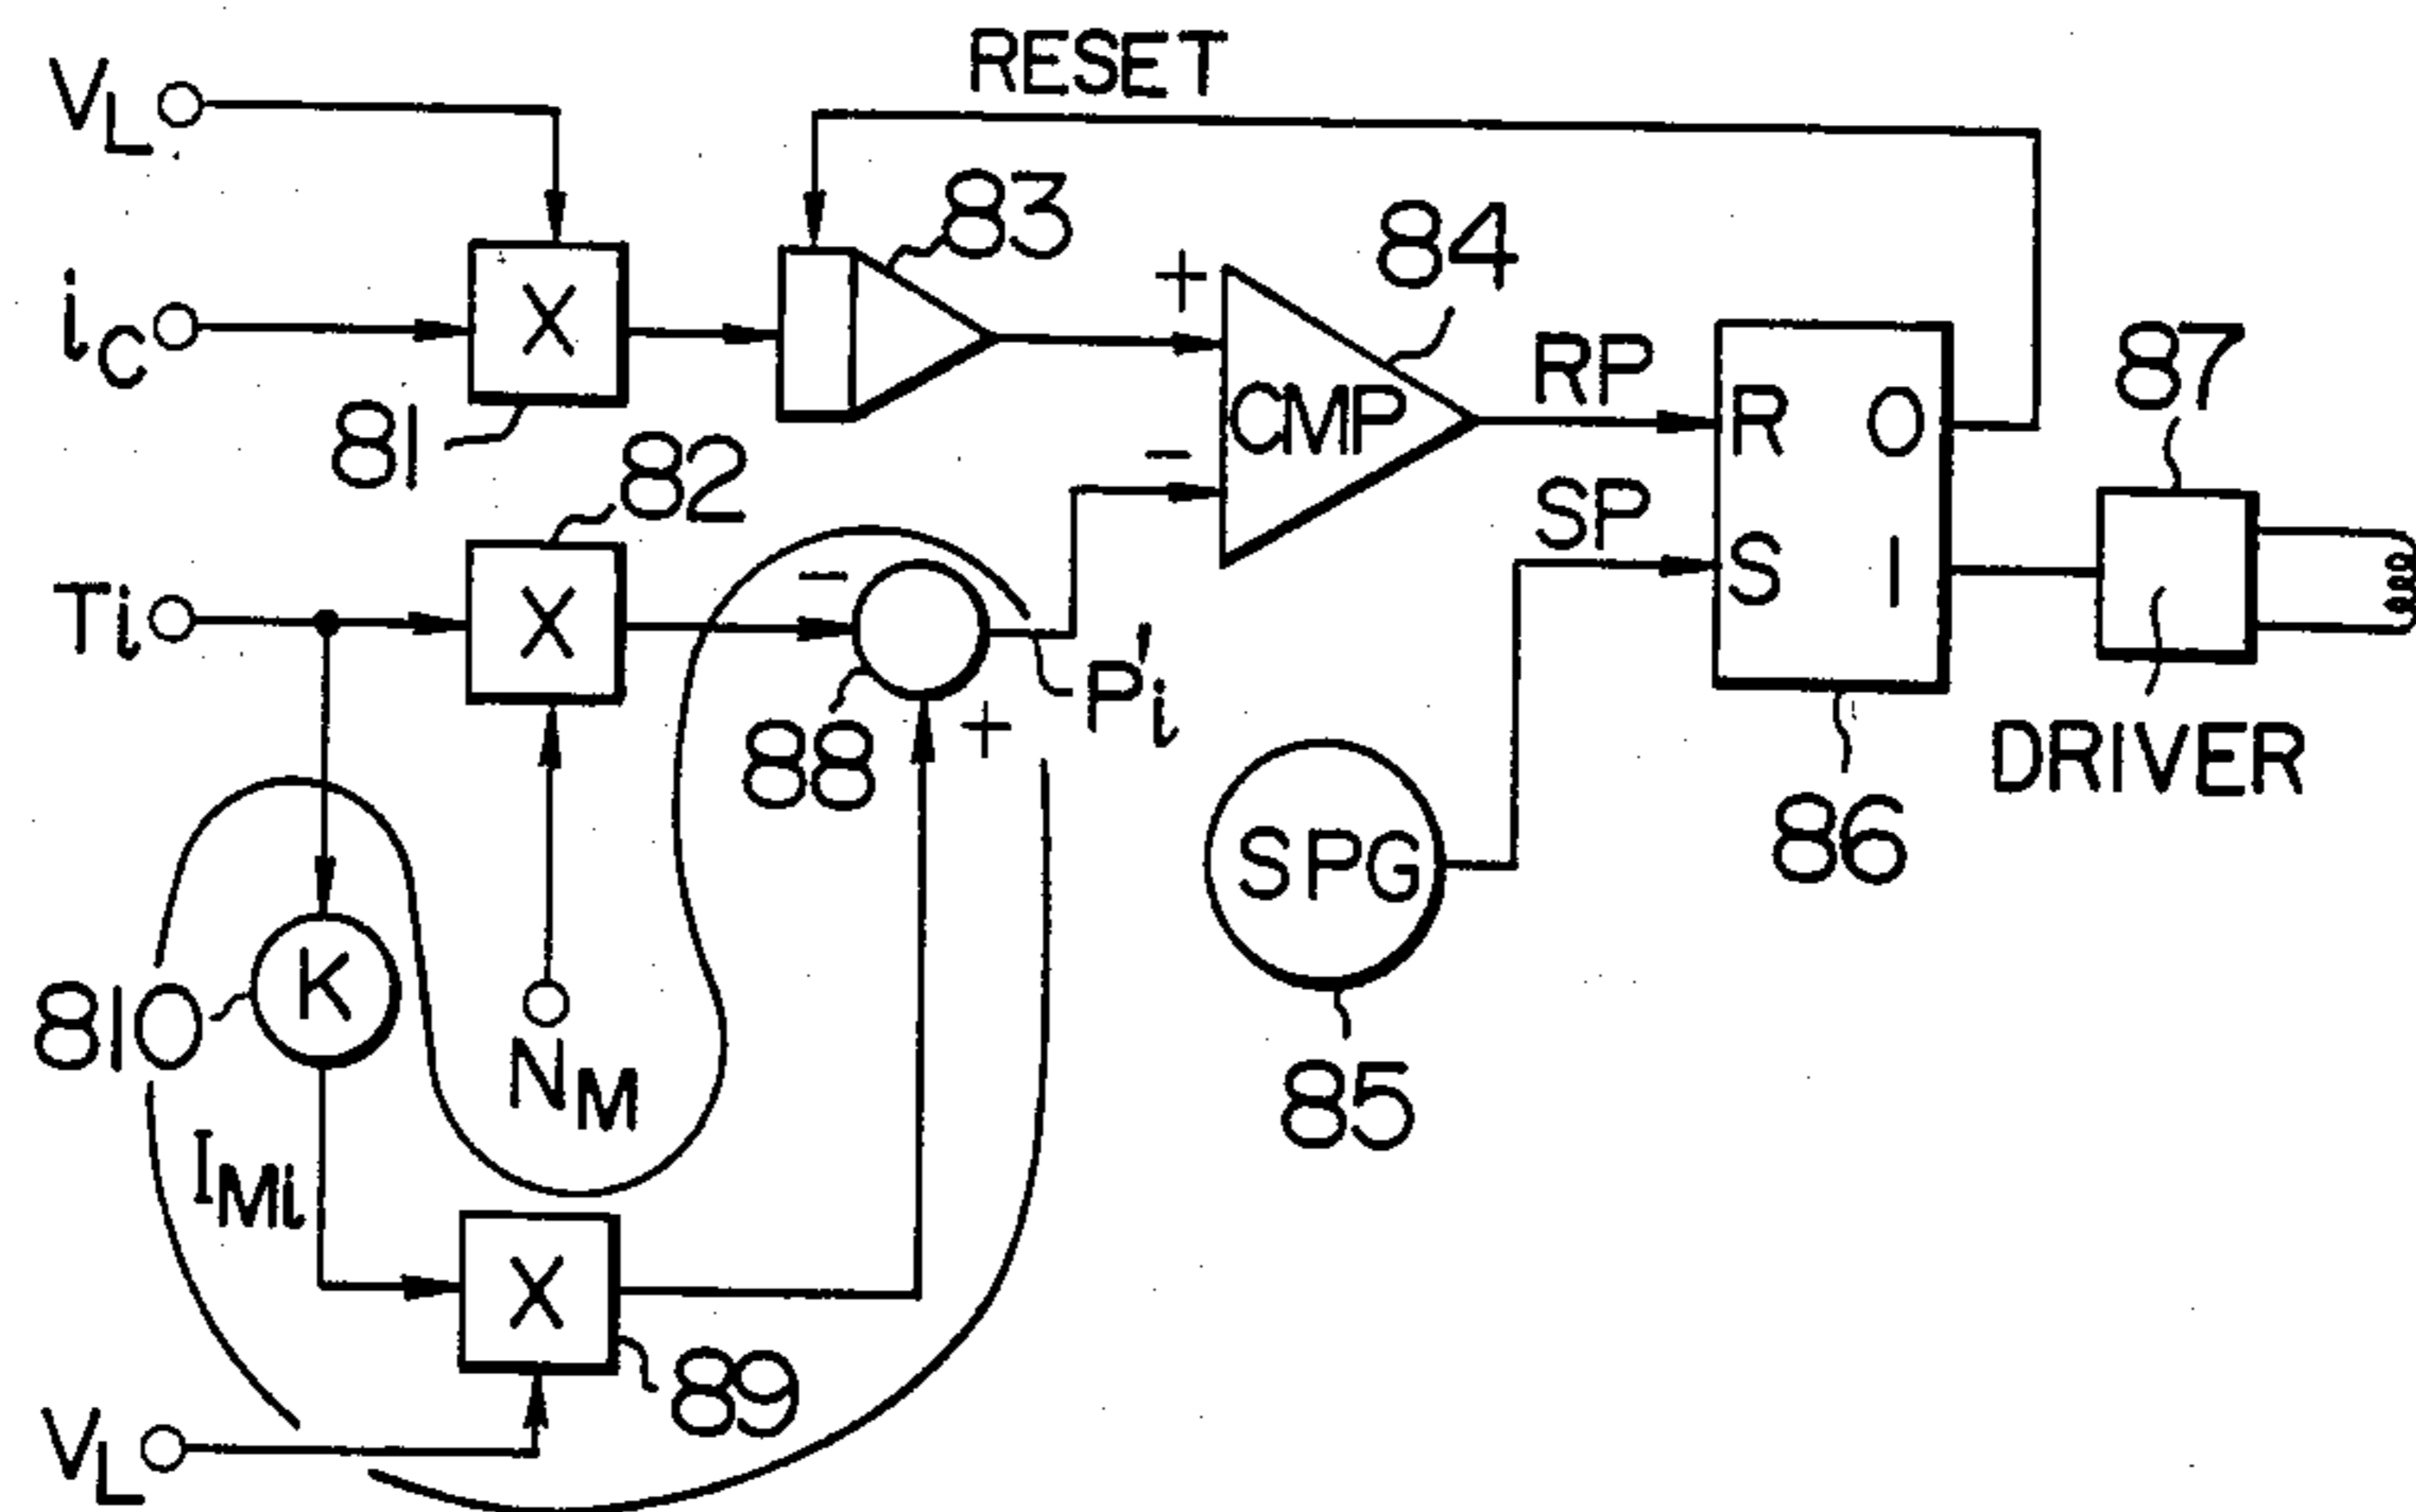 RESET
VL
83
84
+
iC
X
RP
87
CMP
R
O
81
82
-
SP
S
I
Ti
X
-
P'i
88
+
DRIVER
SPG
86
K
810
NM
85
IMi
X
89
VL